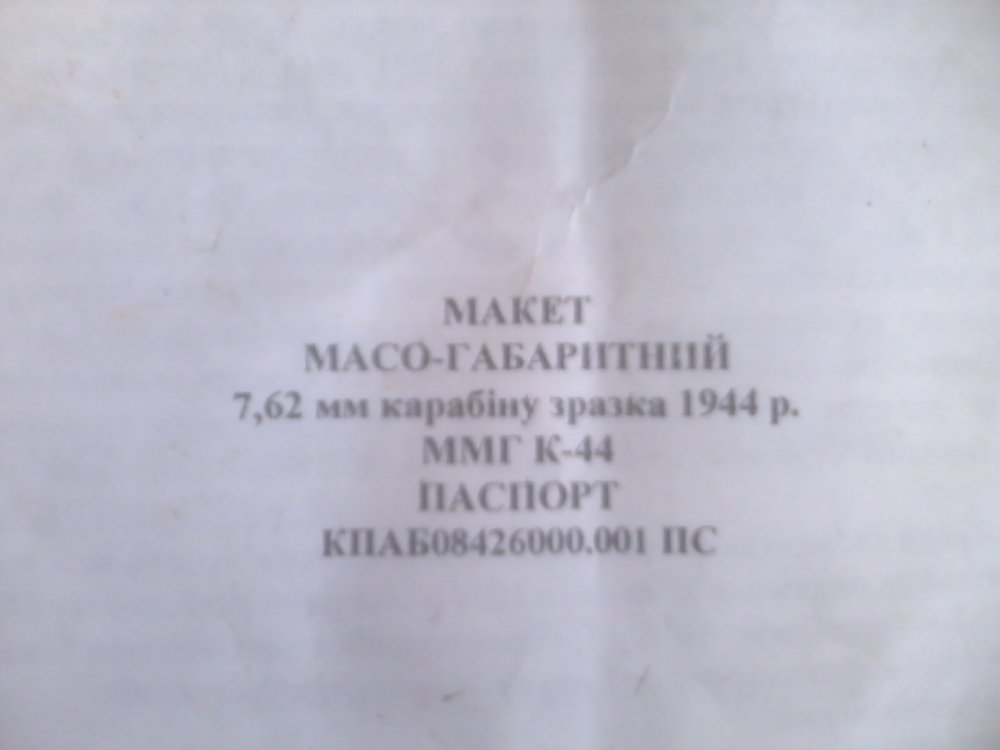 МАКЕТ
МАСО-ГАБАРИТНИЙ
7,62 мм карабіну зразка 1944 р.
ММГ К-44
ПАСПОРТ
КПАБ08426000.001 ПС